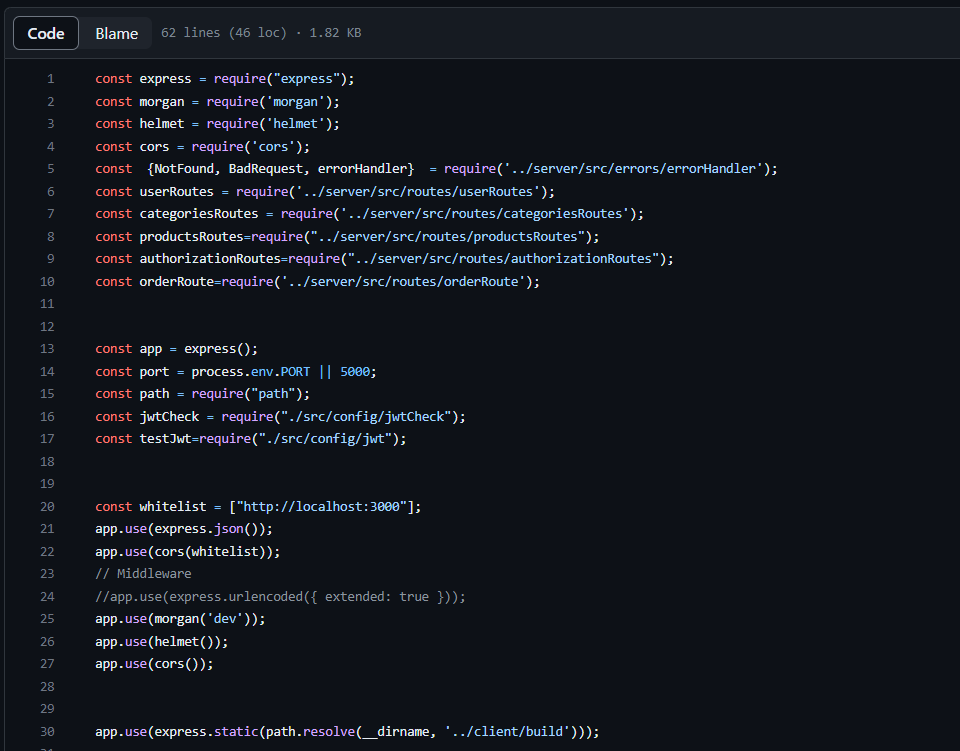 Code Blame 62 lines (46 loc) · 1.82 KB
1 const express = require("express");
2 const morgan = require('morgan');
3 const helmet = require('helmet');
4 const cors = require('cors');
5 const  {NotFound, BadRequest, errorHandler}  = require('../server/src/errors/errorHandler');
6 const userRoutes = require('../server/src/routes/userRoutes');
7 const categoriesRoutes = require('../server/src/routes/categoriesRoutes');
8 const productsRoutes=require("../server/src/routes/productsRoutes");
9 const authorizationRoutes=require("../server/src/routes/authorizationRoutes");
10 const orderRoute=require('../server/src/routes/orderRoute');
11
12
13 const app = express();
14 const port = process.env.PORT || 5000;
15 const path = require("path");
16 const jwtCheck = require("./src/config/jwtCheck");
17 const testJwt=require("./src/config/jwt");
18
19
20 const whitelist = ["http://localhost:3000"];
21 app.use(express.json());
22 app.use(cors(whitelist));
23 // Middleware
24 //app.use(express.urlencoded({ extended: true }));
25 app.use(morgan('dev'));
26 app.use(helmet());
27 app.use(cors());
28
29
30 app.use(express.static(path.resolve(__dirname, '../client/build')));